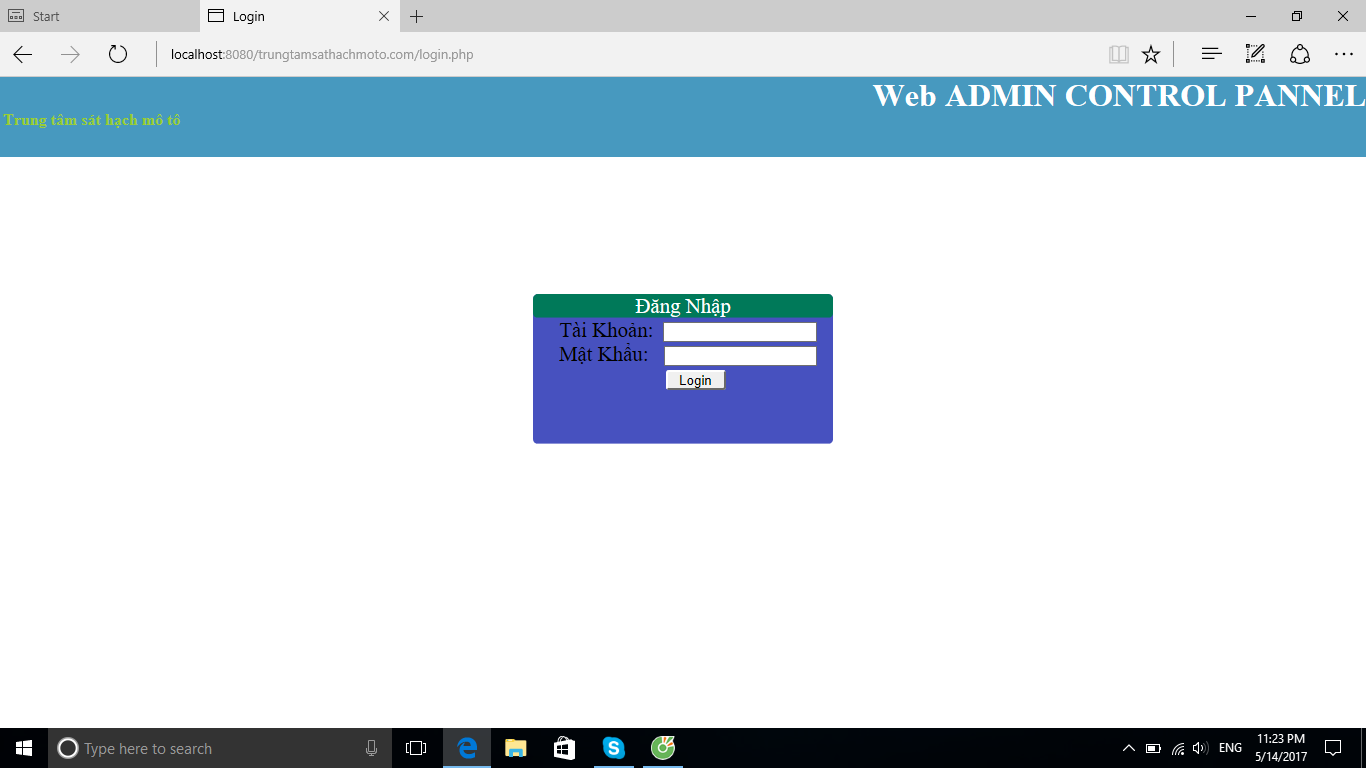 Start
Login
localhost:8080/trungtamsathachmoto.com/login.php
Web ADMIN CONTROL PANNEL
Trung tâm sát hạch mô tô
Đăng Nhập
Tài Khoản:
Mật Khẩu:
Login
Type here to search
ENG
11:23 PM
5/14/2017